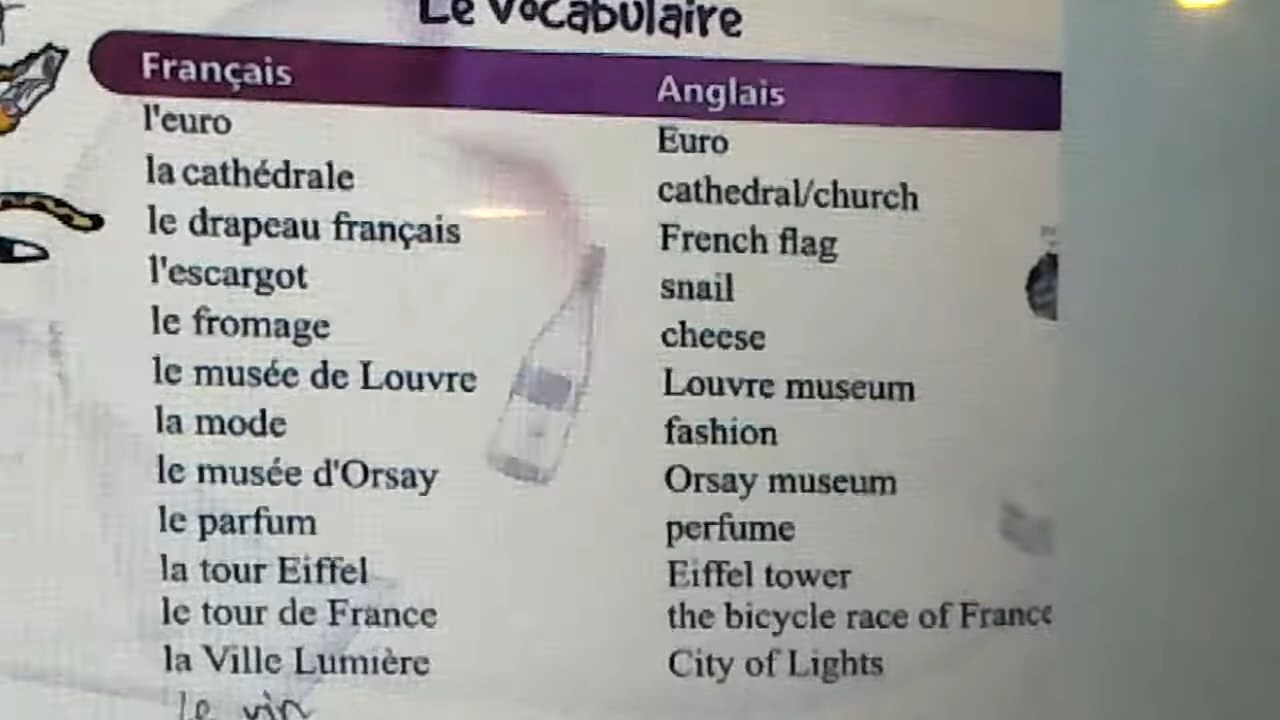 Le Vocabulaire
Français Anglais
l'euro Euro
la cathédrale cathedral/church
le drapeau français French flag
l'escargot snail
le fromage cheese
le musée de Louvre Louvre museum
la mode fashion
le musée d'Orsay Orsay museum
le parfum perfume
la tour Eiffel Eiffel tower
le tour de France the bicycle race of France
la Ville Lumière City of Lights
le vin